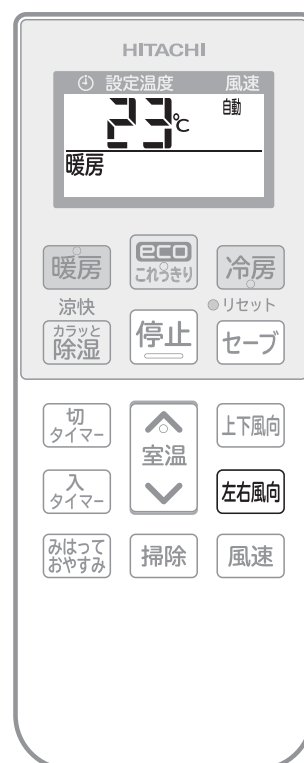 HITACHI
設定温度 風速
23℃ 自動
暖房
暖房 eco これっきり 冷房
涼快 リセット
カラッと 除湿 停止 セーブ
切 タイマー 室温 上下風向
入 タイマー 左右風向
みはって おやすみ 掃除 風速